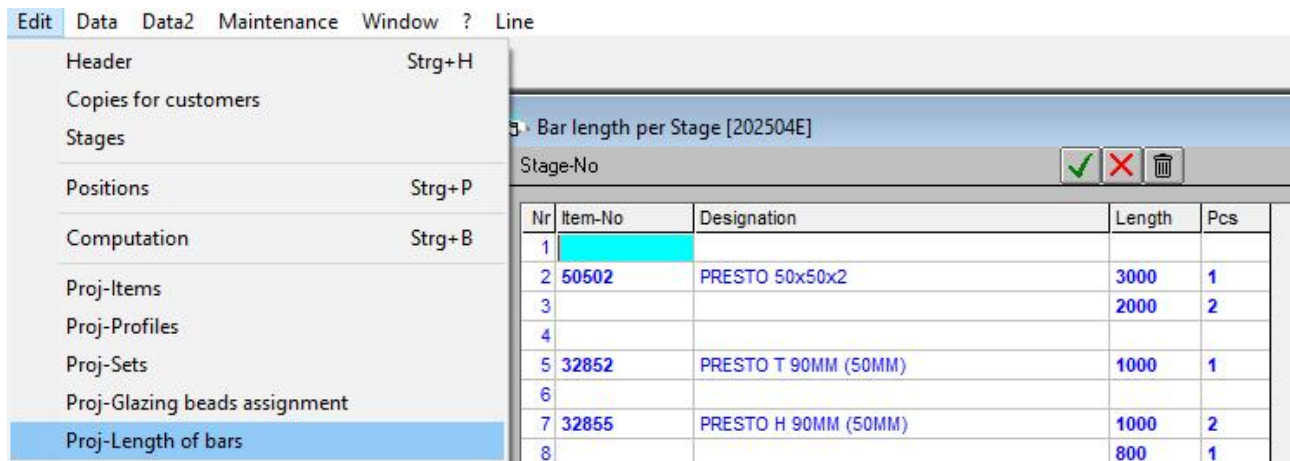 Edit Data Data2 Maintenance Window ? Line
Header Strg+H
Copies for customers
Stages
Positions Strg+P
Computation Strg+B
Proj-Items
Proj-Profiles
Proj-Sets
Proj-Glazing beads assignment
Proj-Length of bars
Bar length per Stage [202504E]
Stage-No
Nr Item-No Designation Length Pcs
1
2 50502 PRESTO 50x50x2 3000 1
3 2000 2
4
5 32852 PRESTO T 90MM (50MM) 1000 1
6
7 32855 PRESTO H 90MM (50MM) 1000 2
8 800 1